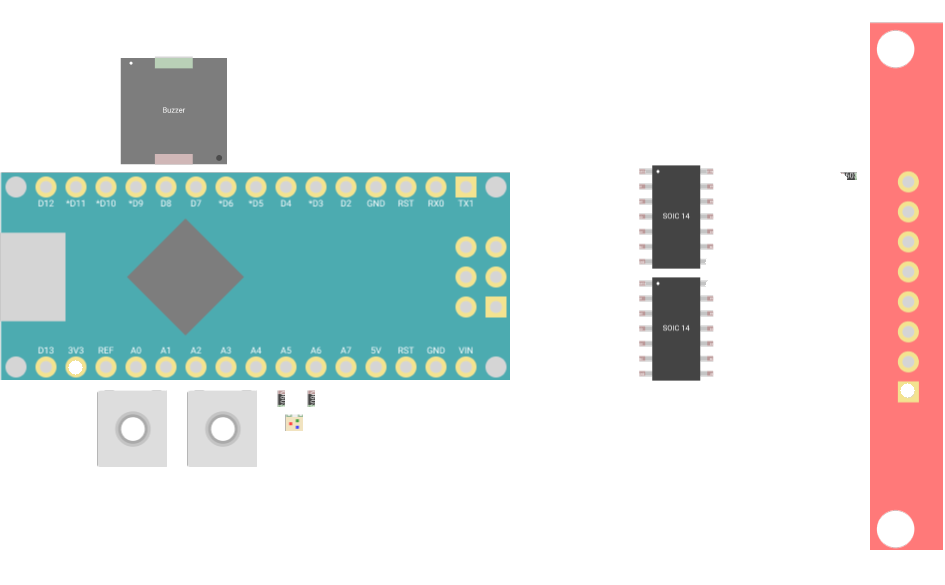 Buzzer
D12 *D11 *D10 *D9 D8 D7 *D6 *D5 D4 *D3 D2 GND RST RX0 TX1
SOIC 14
SOIC 14
D13 3V3 REF A0 A1 A2 A3 A4 A5 A6 A7 5V RST GND VIN